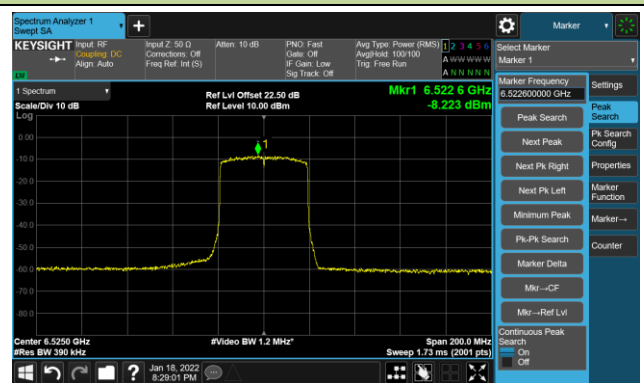 Spectrum Analyzer 1
Swept SA
Marker
KEYSIGHT
Input: RF
Coupling: DC
Align: Auto
Input Z: 50 Ω
Corrections: Off
Freq Ref: Int (S)
Atten: 10 dB
PNO: Fast
Gate: Off
IF Gain: Low
Sig Track: Off
Avg Type: Power (RMS)
Avg|Hold: 100/100
Trig: Free Run
1 2 3 4 5 6
A W W W W W
A N N N N N
Select Marker
Marker 1
1 Spectrum
Scale/Div 10 dB
Log
Ref Lvl Offset 22.50 dB
Ref Level 10.00 dBm
Mkr1 6.522 6 GHz
-8.223 dBm
1
0.00
-10.0
-20.0
-30.0
-40.0
-50.0
-60.0
-70.0
-80.0
Center 6.5250 GHz
#Res BW 390 kHz
#Video BW 1.2 MHz*
Span 200.0 MHz
Sweep 1.73 ms (2001 pts)
Marker Frequency
6.522600000 GHz
Peak Search
Next Peak
Next Pk Right
Next Pk Left
Minimum Peak
Pk-Pk Search
Marker Delta
Mkr→CF
Mkr→Ref Lvl
Continuous Peak
Search
On
Off
Settings
Peak
Search
Pk Search
Config
Properties
Marker
Function
Marker→
Counter
?
Jan 18, 2022
8:29:01 PM